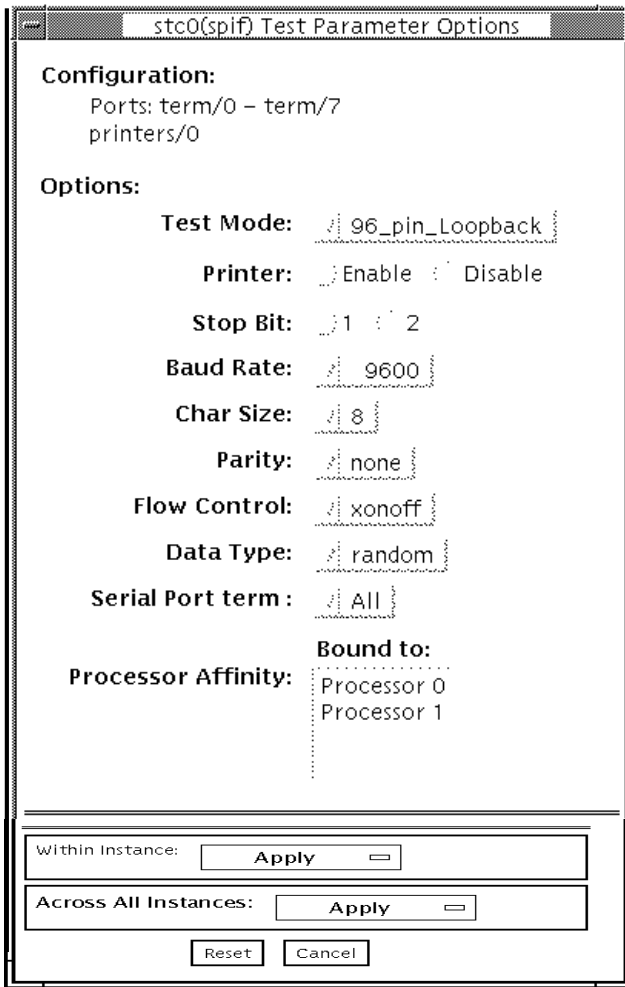 stc0(spif) Test Parameter Options
Configuration:
Ports: term/0 – term/7
printers/0
Options:
Test Mode: 96_pin_Loopback
Printer: Enable Disable
Stop Bit: 1 2
Baud Rate: 9600
Char Size: 8
Parity: none
Flow Control: xonoff
Data Type: random
Serial Port term : All
Bound to:
Processor Affinity:
Processor 0
Processor 1
Within Instance: Apply
Across All Instances: Apply
Reset Cancel